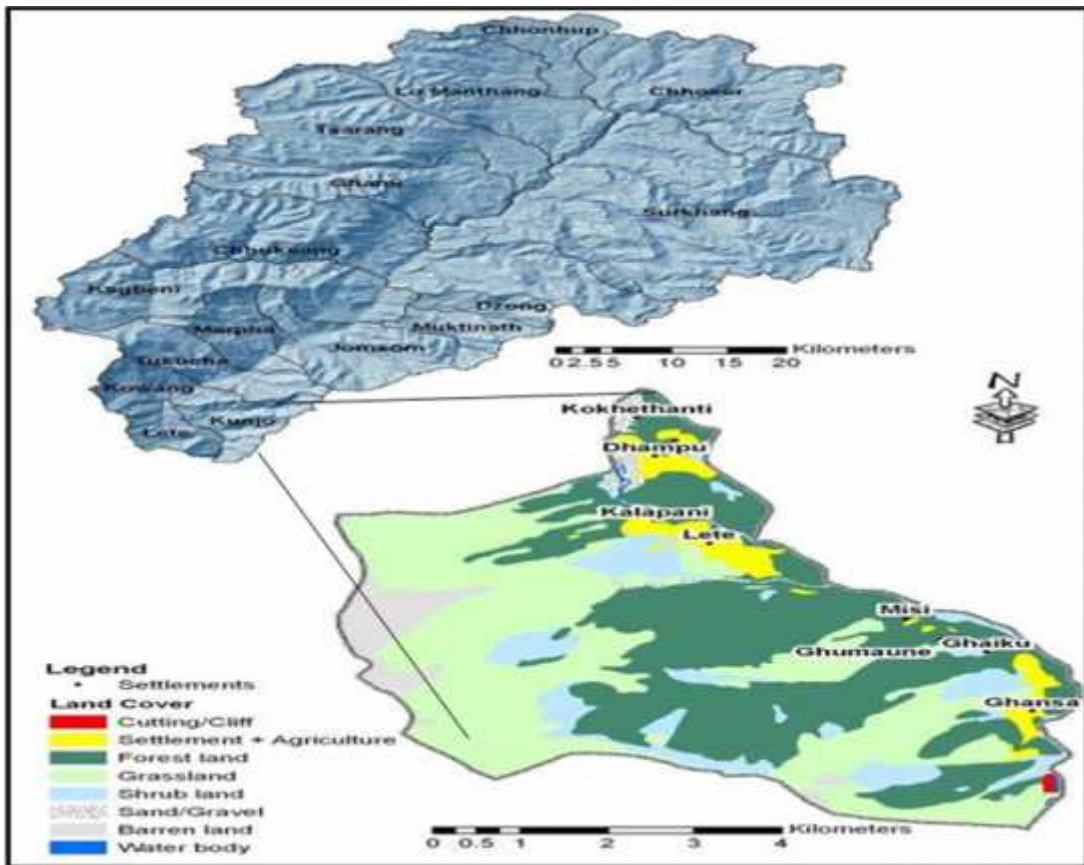 Chhonhup
Lo Manthang
Chhoser
Tsarang
Ghami
Surkhang
Chhuksang
Kagbeni
Dzong
Marpha
Muktinath
Jomsom
Tukucha
Kowang
Kunjo
Lete
Kilometers
0 2.5 5 10 15 20
N
Kokhethanti
Dhampu
Kalapani
Lete
Misi
Ghaiku
Ghumaune
Ghansa
Legend
Settlements
Land Cover
Cutting/Cliff
Settlement + Agriculture
Forest land
Grassland
Shrub land
Sand/Gravel
Barren land
Water body
Kilometers
0 0.5 1 2 3 4